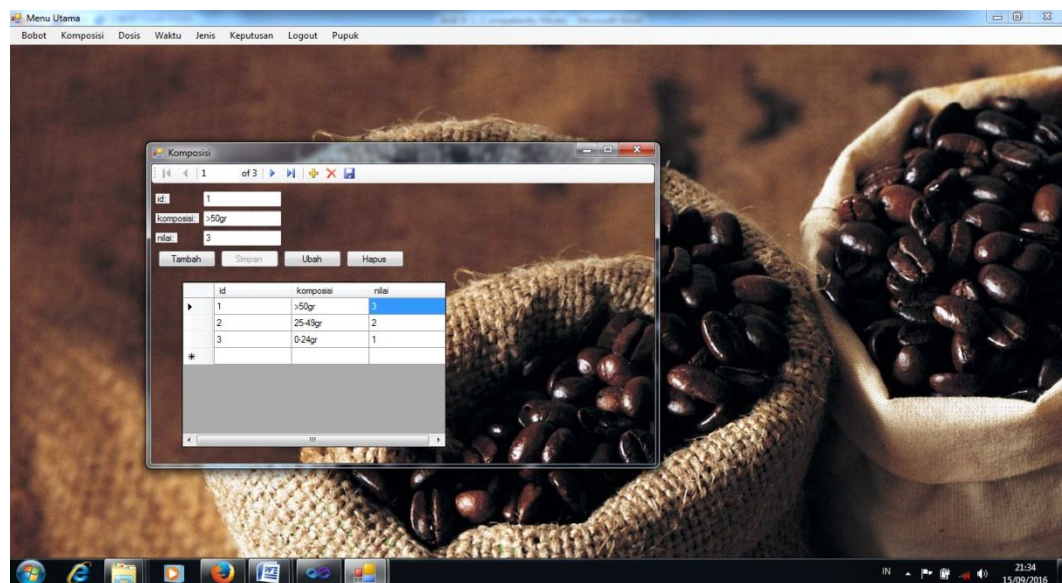 Menu Utama
Bobot Komposisi Dosis Waktu Jenis Keputusan Logout Pupuk
Komposisi
1 of 3
id: 1
komposisi: >50gr
nilai: 3
Tambah Simpan Ubah Hapus
id komposisi nilai
1 >50gr 3
2 25-49gr 2
3 0-24gr 1
IN 21:34
15/09/2016